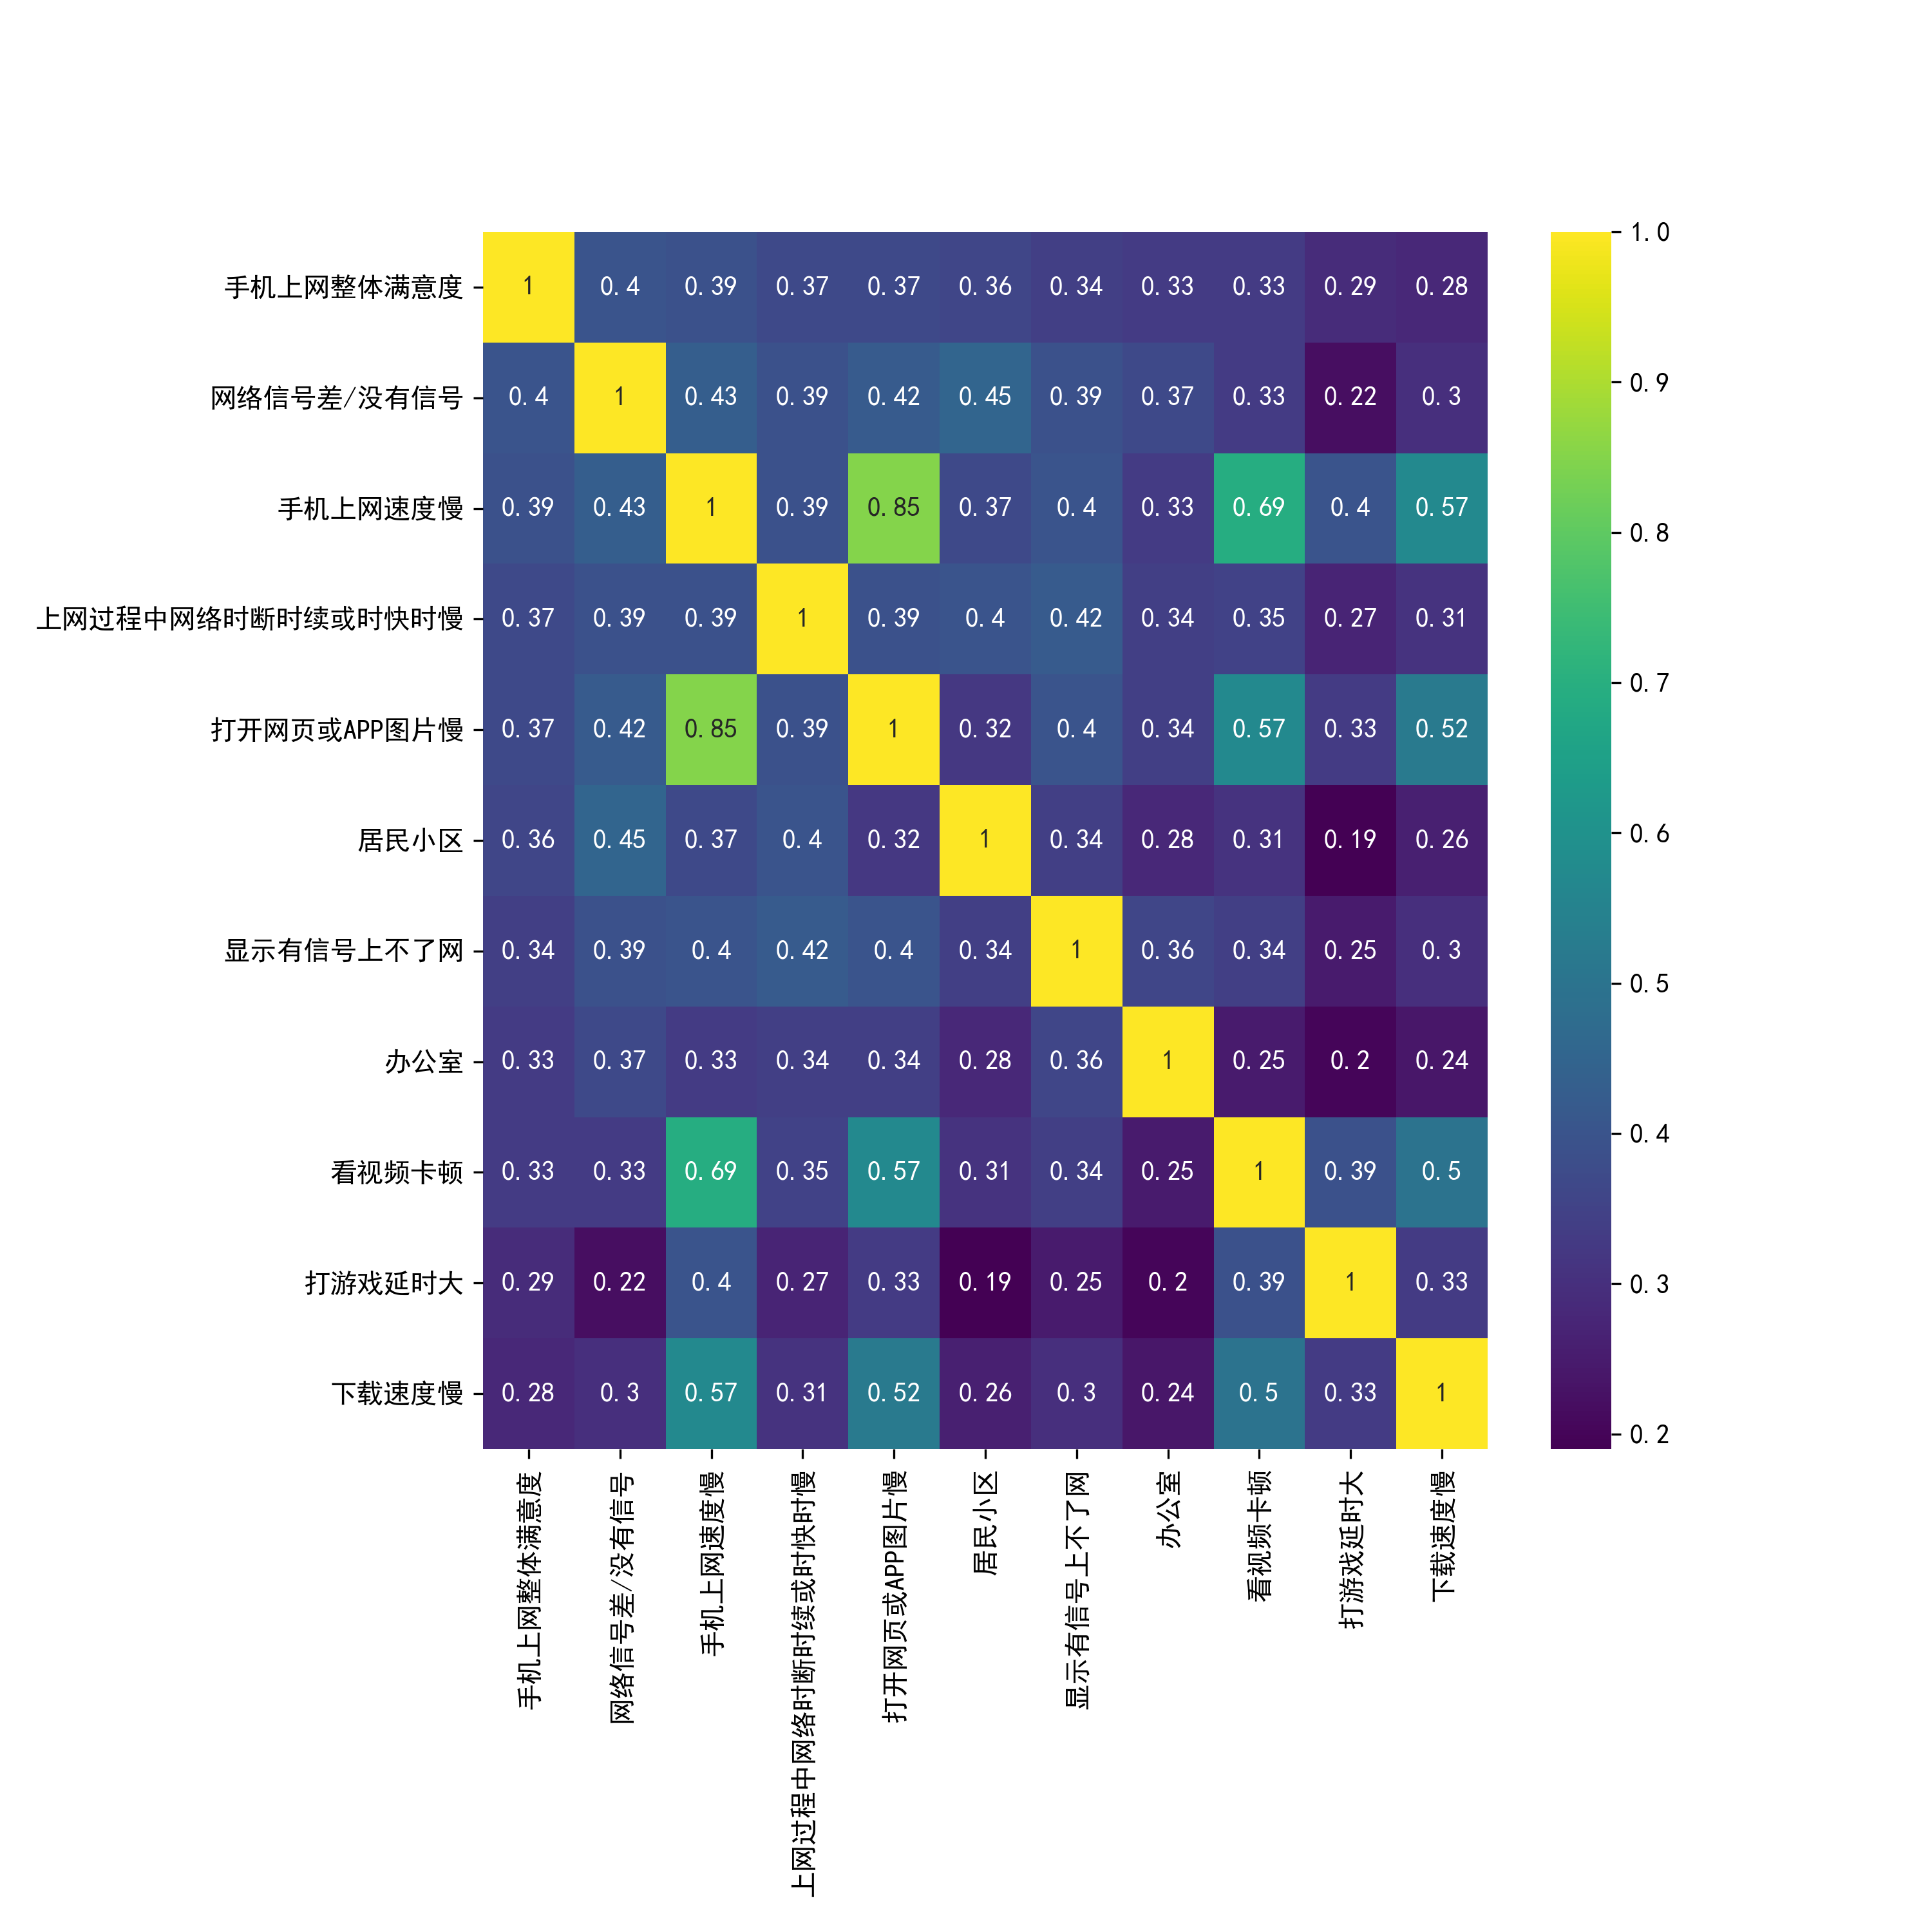 手机上网整体满意度 1 0.4 0.39 0.37 0.37 0.36 0.34 0.33 0.33 0.29 0.28
网络信号差/没有信号 0.4 1 0.43 0.39 0.42 0.45 0.39 0.37 0.33 0.22 0.3
手机上网速度慢 0.39 0.43 1 0.39 0.85 0.37 0.4 0.33 0.69 0.4 0.57
上网过程中网络时断时续或时快时慢 0.37 0.39 0.39 1 0.39 0.4 0.42 0.34 0.35 0.27 0.31
打开网页或APP图片慢 0.37 0.42 0.85 0.39 1 0.32 0.4 0.34 0.57 0.33 0.52
居民小区 0.36 0.45 0.37 0.4 0.32 1 0.34 0.28 0.31 0.19 0.26
显示有信号上不了网 0.34 0.39 0.4 0.42 0.4 0.34 1 0.36 0.34 0.25 0.3
办公室 0.33 0.37 0.33 0.34 0.34 0.28 0.36 1 0.25 0.2 0.24
看视频卡顿 0.33 0.33 0.69 0.35 0.57 0.31 0.34 0.25 1 0.39 0.5
打游戏延时大 0.29 0.22 0.4 0.27 0.33 0.19 0.25 0.2 0.39 1 0.33
下载速度慢 0.28 0.3 0.57 0.31 0.52 0.26 0.3 0.24 0.5 0.33 1
手机上网整体满意度
网络信号差/没有信号
手机上网速度慢
上网过程中网络时断时续或时快时慢
打开网页或APP图片慢
居民小区
显示有信号上不了网
办公室
看视频卡顿
打游戏延时大
下载速度慢
1.0
0.9
0.8
0.7
0.6
0.5
0.4
0.3
0.2